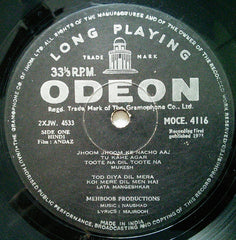 LONG PLAYING
TRADE MARK
33⅓ R.P.M.
ODEON
Regd. Trade Mark of The Gramophone Co., Ltd.
2XJW. 4533
MOCE. 4116
SIDE ONE
HINDI
Film: ANDAZ
Recording first
published 1971
JHOOM JHOOM KE NACHO AAJ
TU KAHE AGAR
TOOTE NA DIL TOOTE NA
MUKESH
TOD DIYA DIL MERA
KOI MERE DIL MEN HAI
LATA MANGESHKAR
MEHBOOB PRODUCTIONS
MUSIC : NAUSHAD
LYRICS : MAJROOH
MADE IN INDIA